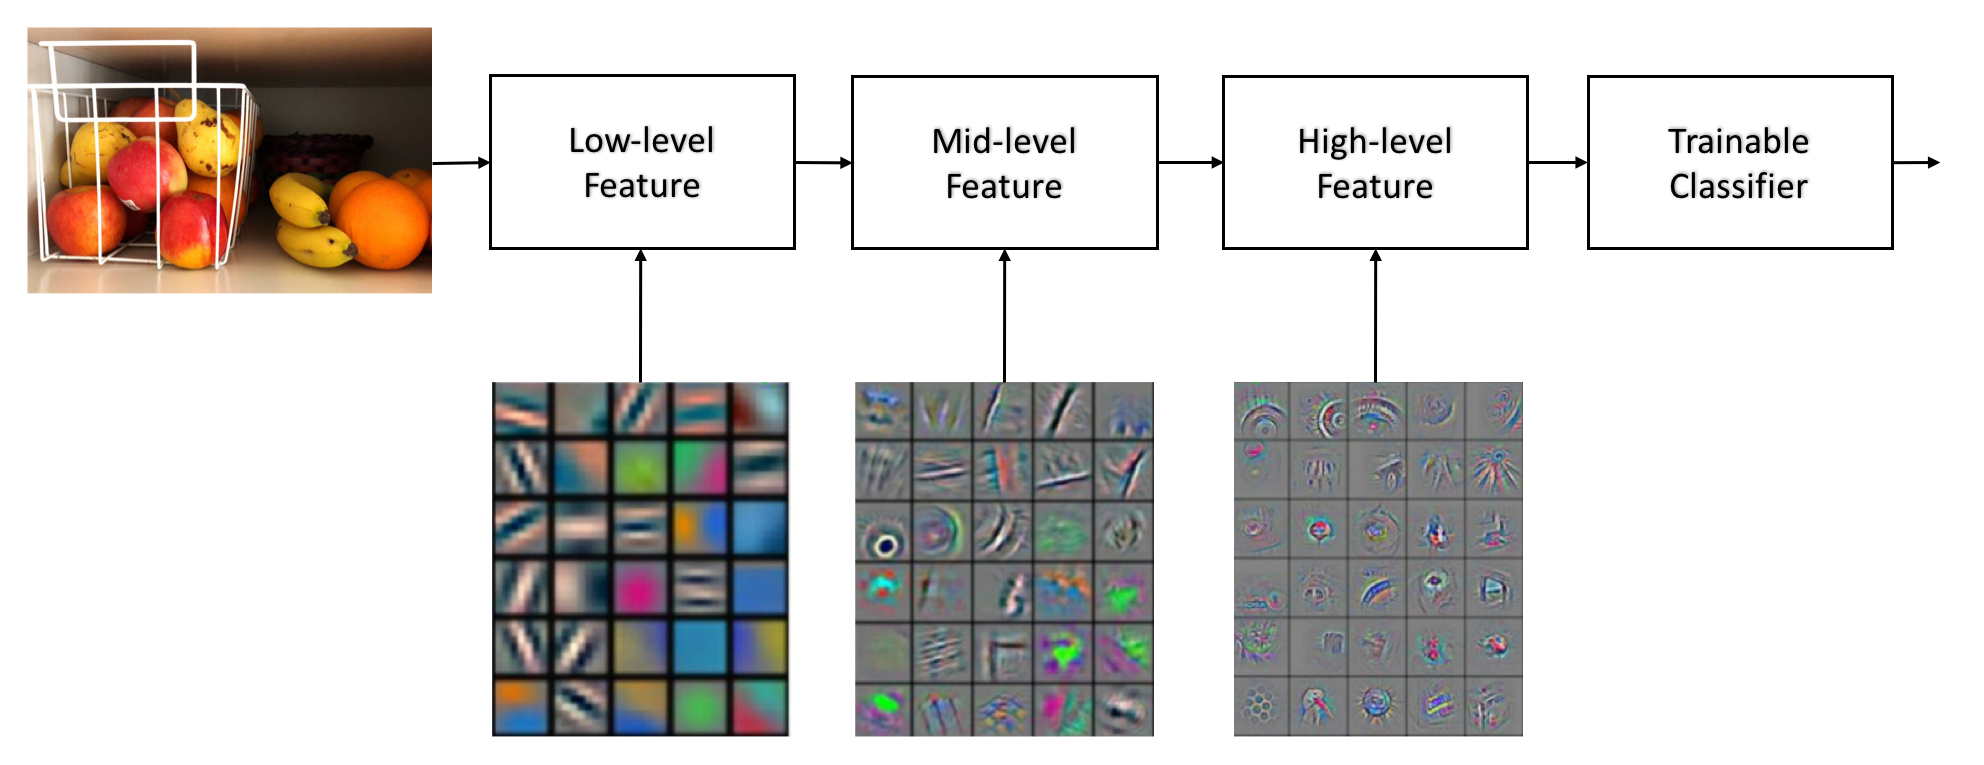 Low-level
Feature
Mid-level
Feature
High-level
Feature
Trainable
Classifier